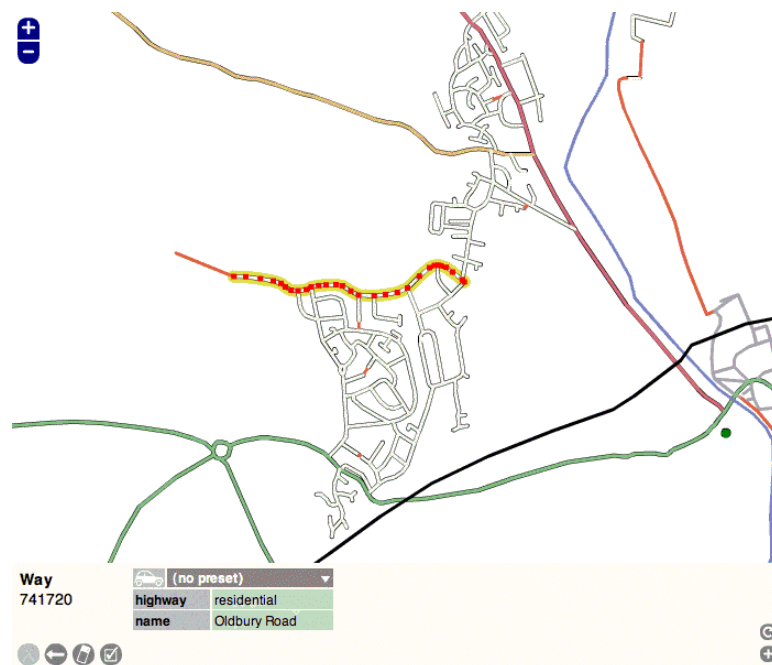 +
−
Way
741720
(no preset)
highway residential
name Oldbury Road
+